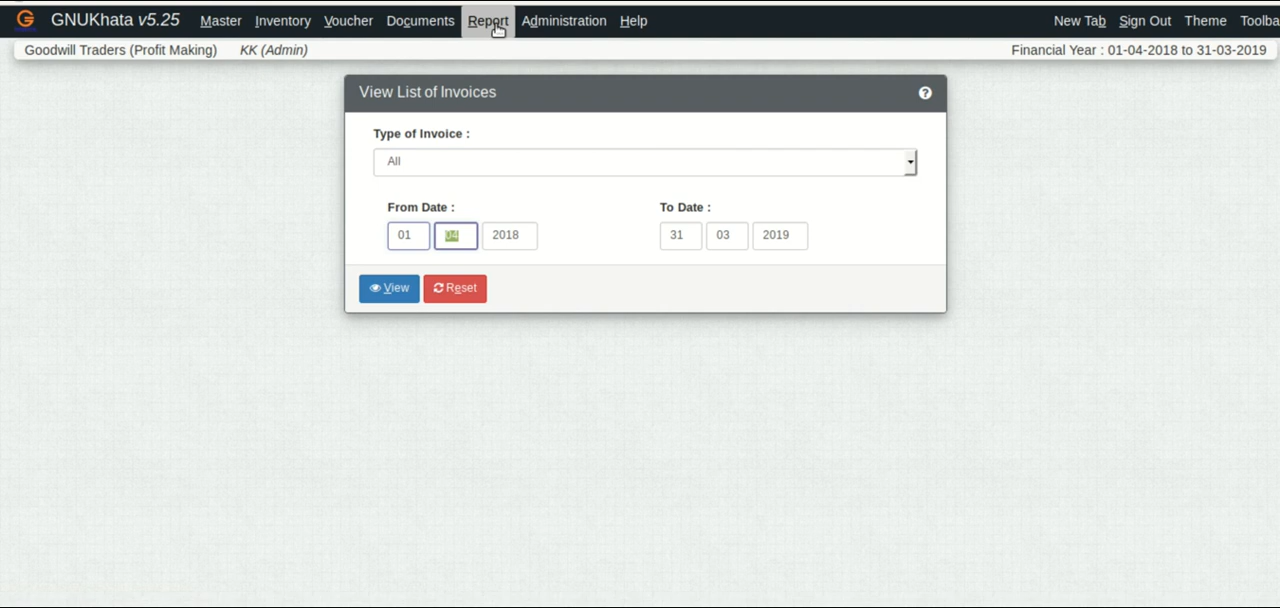 GNUKhata v5.25 Master Inventory Voucher Documents Report Administration Help New Tab Sign Out Theme Toolba
Goodwill Traders (Profit Making) KK (Admin) Financial Year : 01-04-2018 to 31-03-2019
View List of Invoices
Type of Invoice :
All
From Date : To Date :
01 04 2018 31 03 2019
View Reset